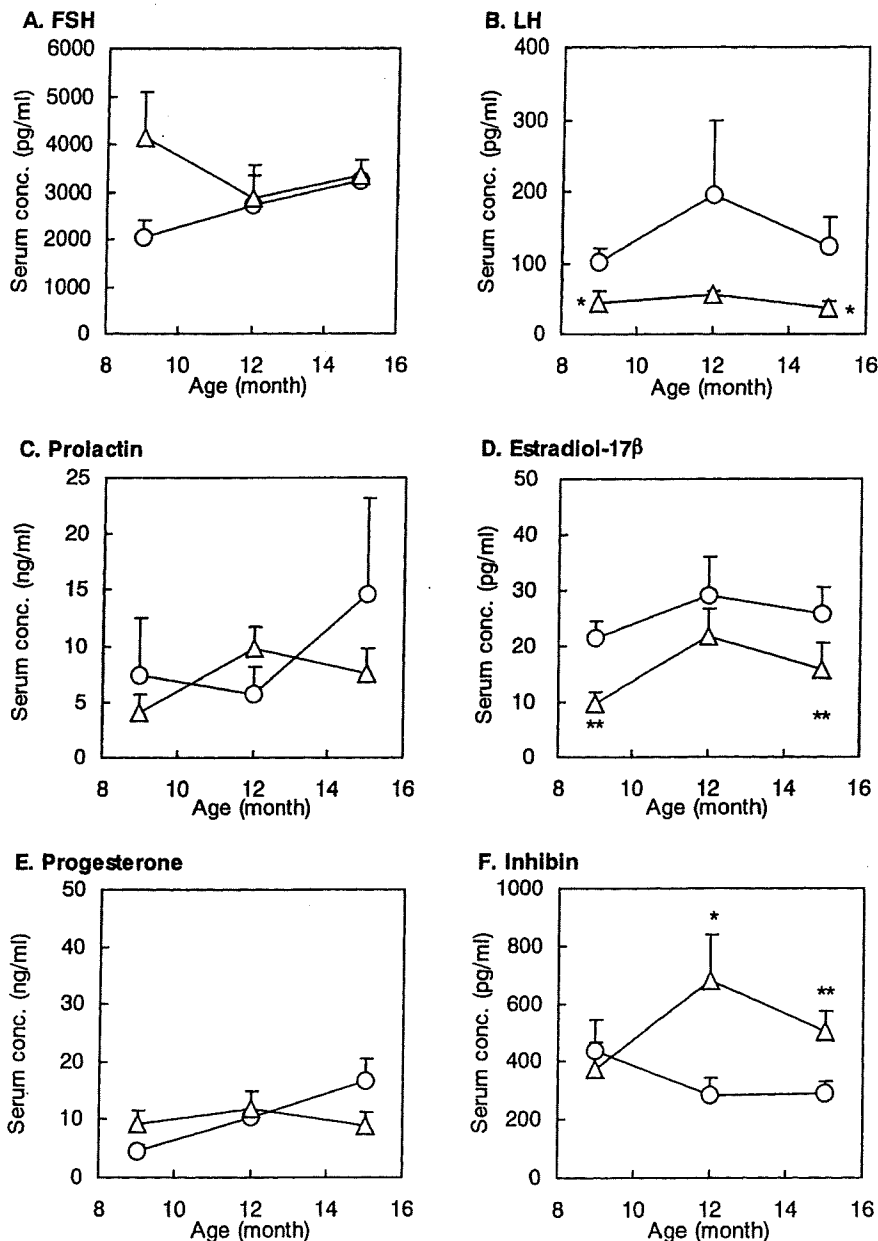 A. FSH
Serum conc. (pg/ml)
6000
5000
4000
3000
2000
1000
0
8 10 12 14 16
Age (month)
B. LH
Serum conc. (pg/ml)
400
300
200
100
0
* *
8 10 12 14 16
Age (month)
C. Prolactin
Serum conc. (ng/ml)
25
20
15
10
5
0
8 10 12 14 16
Age (month)
D. Estradiol-17β
Serum conc. (pg/ml)
50
40
30
20
10
0
** **
8 10 12 14 16
Age (month)
E. Progesterone
Serum conc. (ng/ml)
50
40
30
20
10
0
8 10 12 14 16
Age (month)
F. Inhibin
Serum conc. (pg/ml)
1000
800
600
400
200
0
*
**
8 10 12 14 16
Age (month)